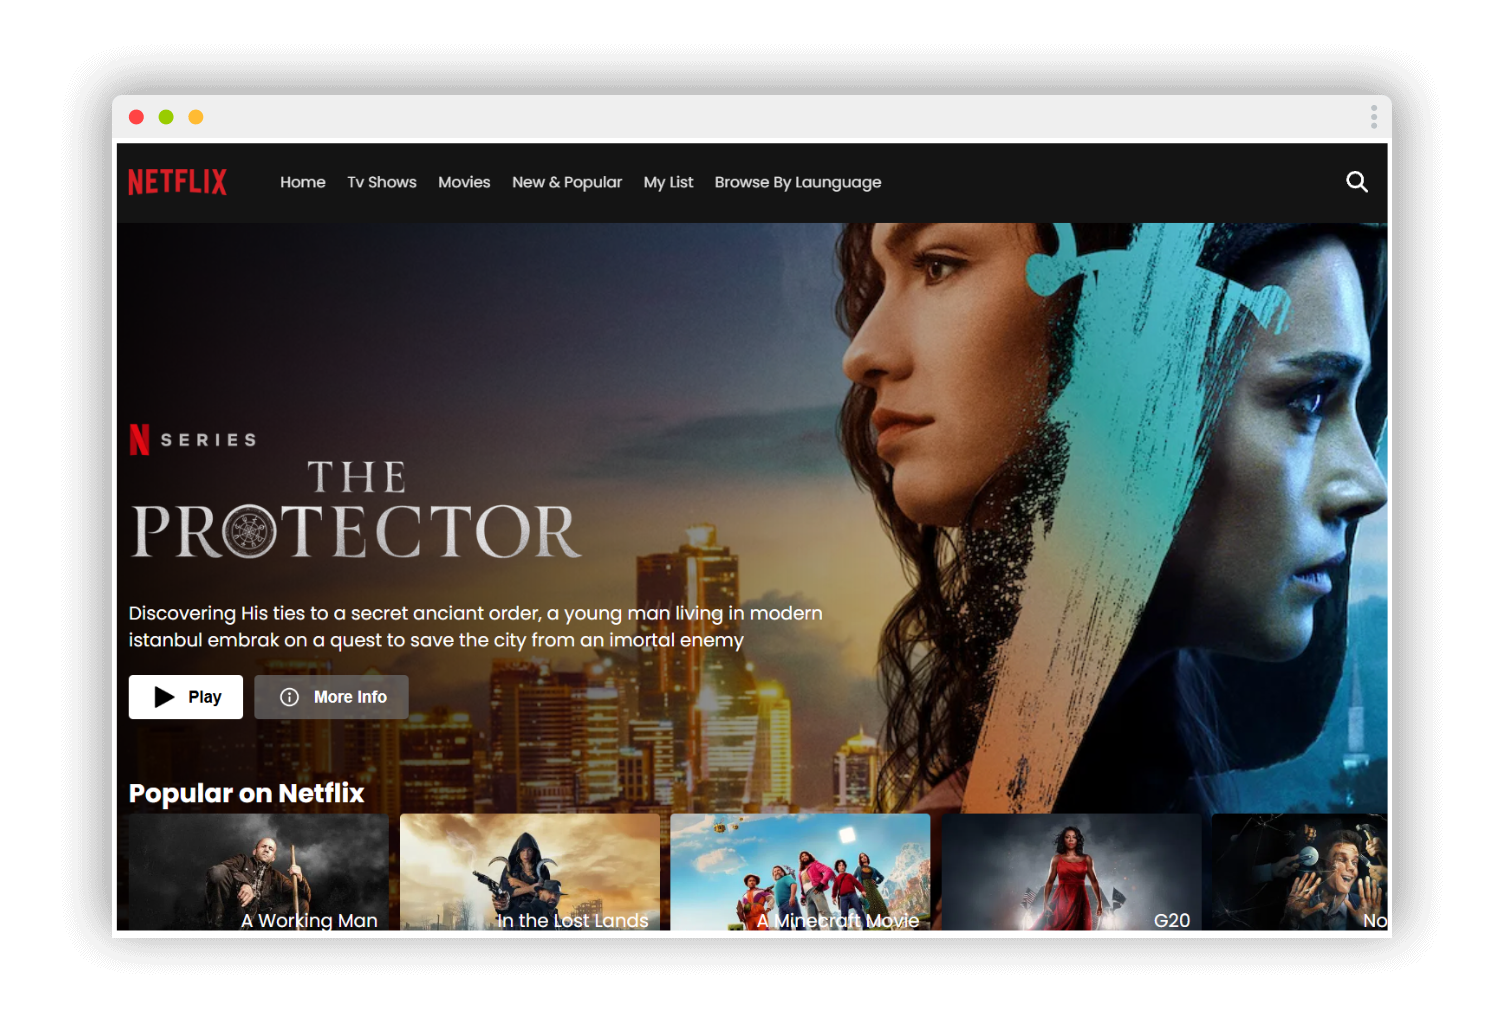 NETFLIX
Home Tv Shows Movies New & Popular My List Browse By Launguage
N SERIES
THE
PROTECTOR
Discovering His ties to a secret anciant order, a young man living in modern
istanbul embrak on a quest to save the city from an imortal enemy
Play More Info
Popular on Netflix
A Working Man In the Lost Lands A Minecraft Movie G20 No